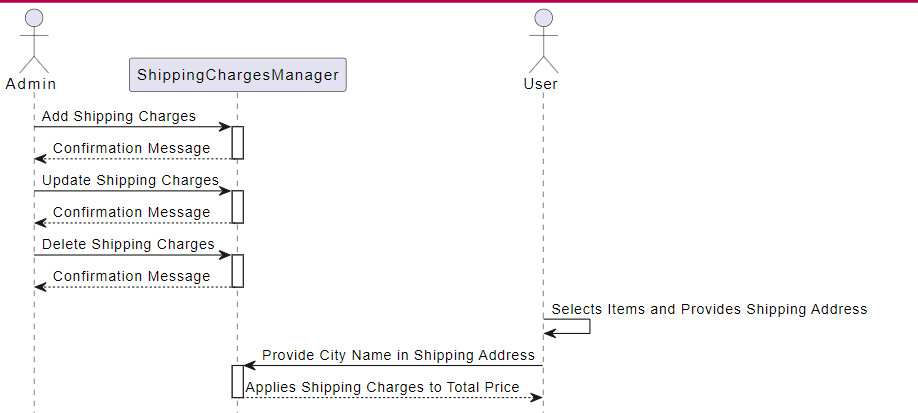 Admin
ShippingChargesManager
User
Add Shipping Charges
Confirmation Message
Update Shipping Charges
Confirmation Message
Delete Shipping Charges
Confirmation Message
Selects Items and Provides Shipping Address
Provide City Name in Shipping Address
Applies Shipping Charges to Total Price